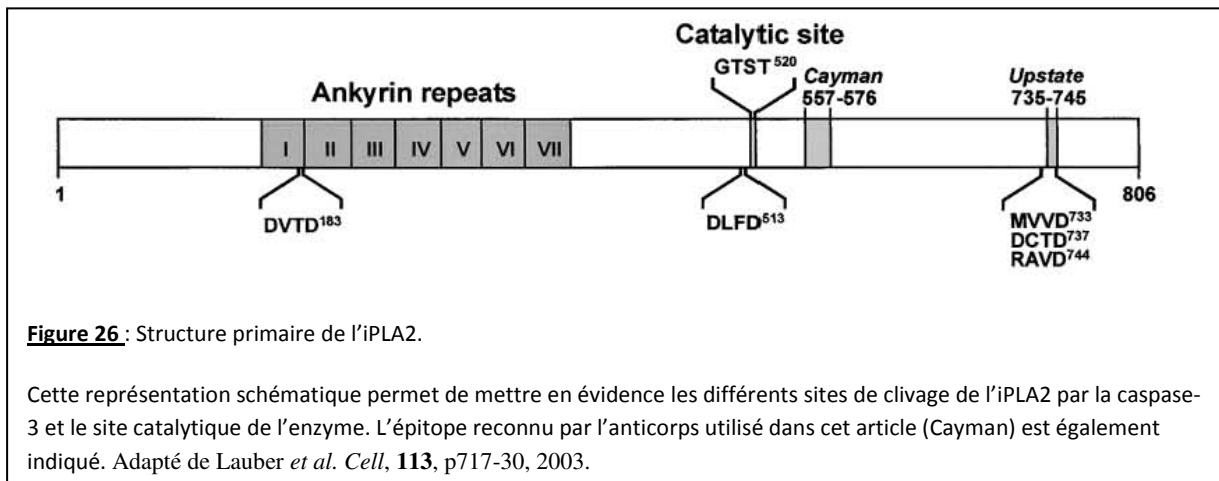 Catalytic site
GTST520
Cayman
557-576
Upstate
735-745
Ankyrin repeats
I II III IV V VI VII
1
806
DVTD183
DLFD513
MVVD733
DCTD737
RAVD744
Figure 26 : Structure primaire de l'iPLA2.
Cette représentation schématique permet de mettre en évidence les différents sites de clivage de l'iPLA2 par la caspase-
3 et le site catalytique de l'enzyme. L'épitope reconnu par l'anticorps utilisé dans cet article (Cayman) est également
indiqué. Adapté de Lauber et al. Cell, 113, p717-30, 2003.